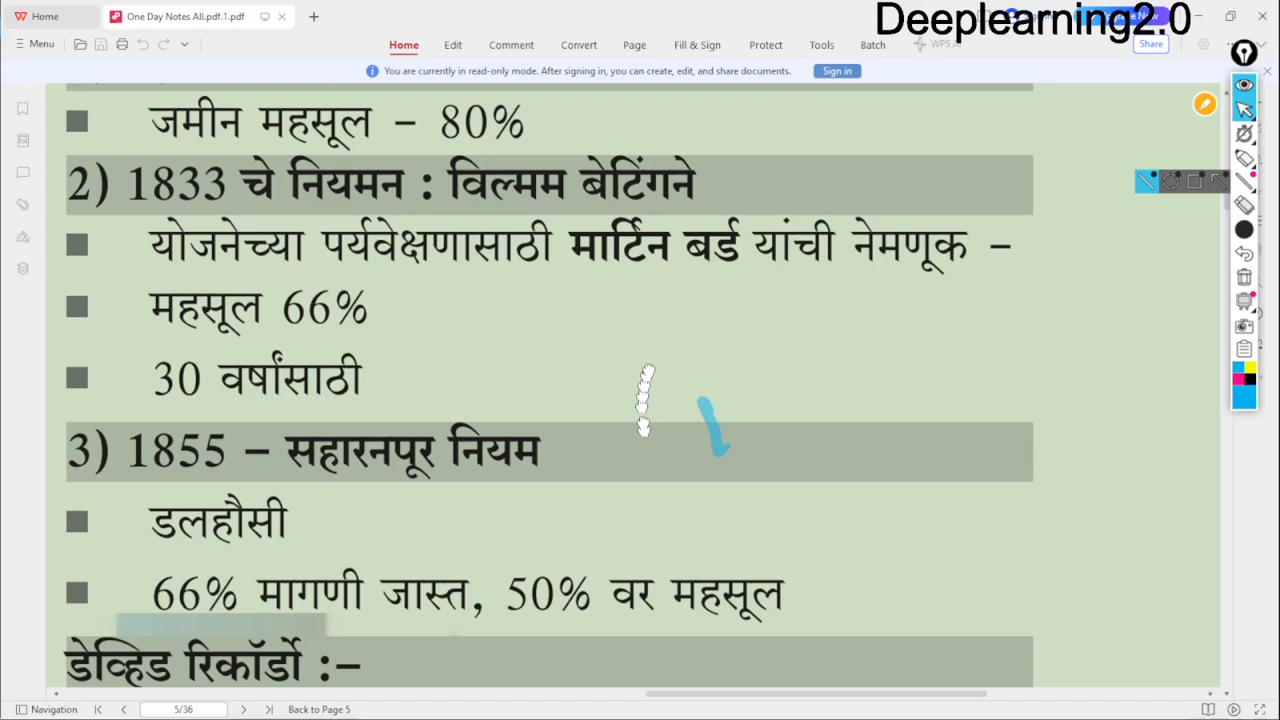 Deeplearning2.0
Home
One Day Notes All.pdf.1.pdf
Menu
Home Edit Comment Convert Page Fill & Sign Protect Tools Batch WPS AI Share
You are currently in read-only mode. After signing in, you can create, edit, and share documents. Sign in
जमीन महसूल – 80%
2) 1833 चे नियमन : विल्मम बेटिंगने
योजनेच्या पर्यवेक्षणासाठी मार्टिन बर्ड यांची नेमणूक –
महसूल 66%
30 वर्षांसाठी
3) 1855 – सहारनपूर नियम
डलहौसी
66% मागणी जास्त, 50% वर महसूल
डेव्हिड रिकॉर्डो :–
Navigation 5/36 Back to Page 5